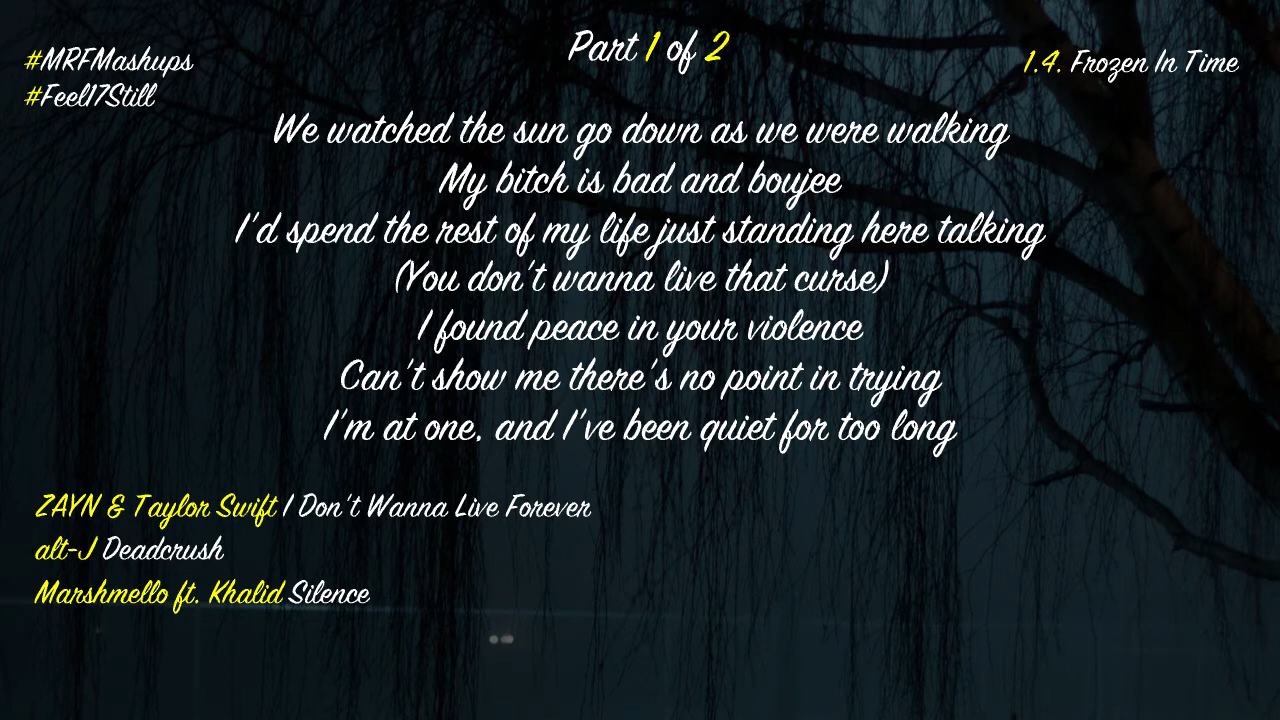 #MRFMashups
#Feel17Still
Part 1 of 2
1.4. Frozen In Time
We watched the sun go down as we were walking
My bitch is bad and boujee
I'd spend the rest of my life just standing here talking
(You don't wanna live that curse)
I found peace in your violence
Can't show me there's no point in trying
I'm at one, and I've been quiet for too long
ZAYN & Taylor Swift I Don't Wanna Live Forever
alt-J Deadcrush
Marshmello ft. Khalid Silence